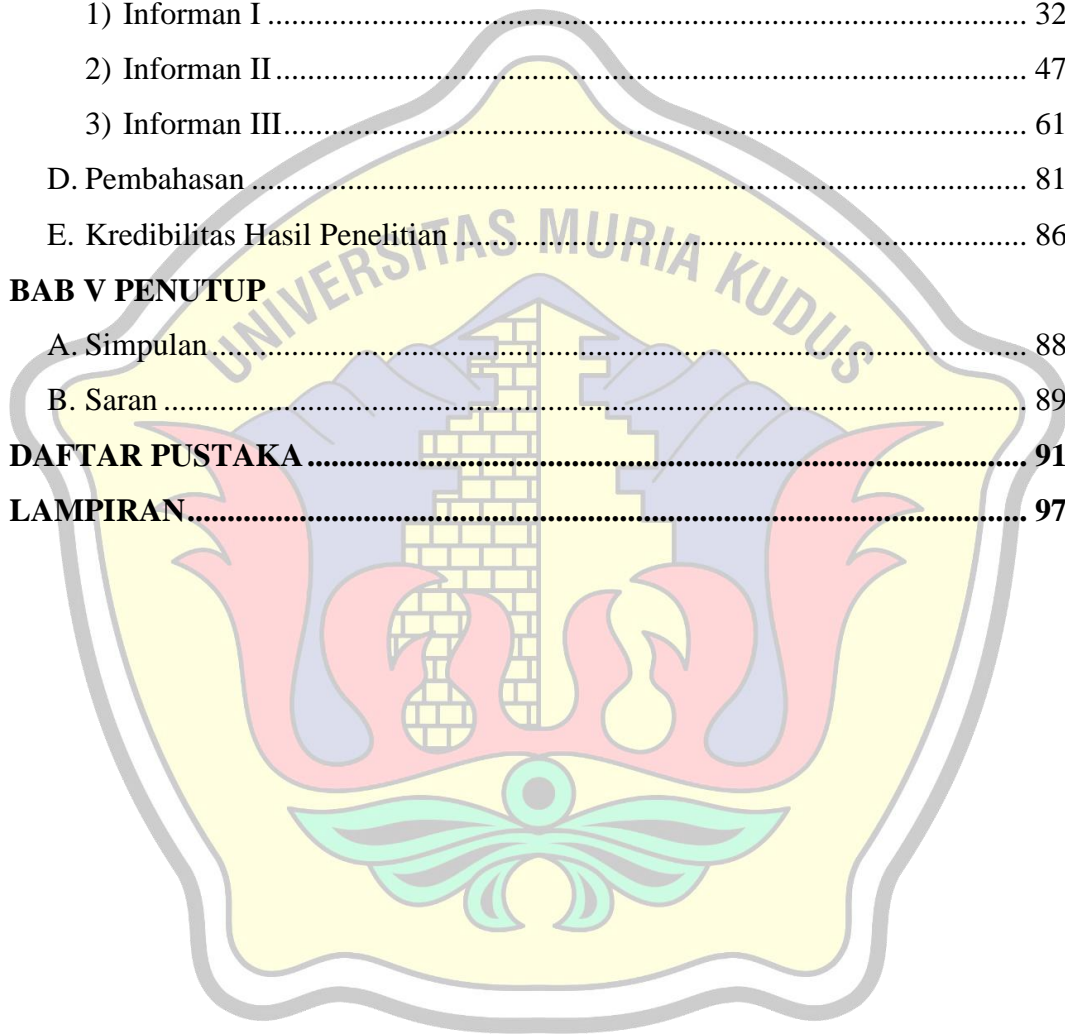 1) Informan I ........................................................................................................ 32
2) Informan II ....................................................................................................... 47
3) Informan III ...................................................................................................... 61
D. Pembahasan ........................................................................................................ 81
E. Kredibilitas Hasil Penelitian ............................................................................... 86
UNIVERSITAS MURIA KUDUS
BAB V PENUTUP
A. Simpulan ............................................................................................................. 88
B. Saran ................................................................................................................... 89
DAFTAR PUSTAKA ............................................................................................. 91
LAMPIRAN ............................................................................................................ 97